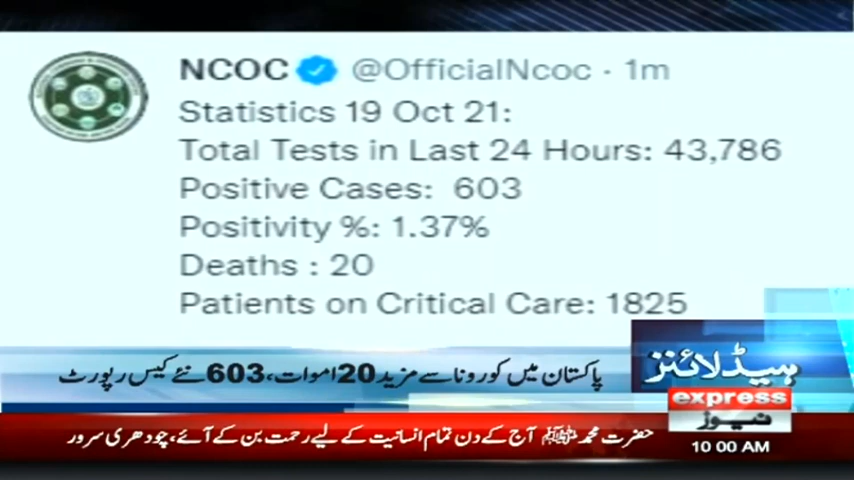 NCOC @OfficialNcoc · 1m
Statistics 19 Oct 21:
Total Tests in Last 24 Hours: 43,786
Positive Cases: 603
Positivity %: 1.37%
Deaths : 20
Patients on Critical Care: 1825
ہیڈلائنز
پاکستان میں کورونا سے مزید 20 اموات، 603 نئے کیس رپورٹ
express
نیوز
حضرت محمد ﷺ آج کے دن تمام انسانیت کے لیے رحمت بن کے آئے، چودھری سرور
10:00 AM